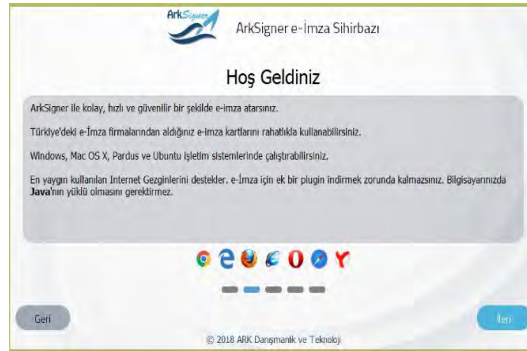 ArkSigner
ArkSigner e-İmza Sihirbazı
Hoş Geldiniz
ArkSigner ile kolay, hızlı ve güvenilir bir şekilde e-imza atarsınız.
Türkiye'deki e-İmza firmalarından aldığınız e-imza kartlarını rahatlıkla kullanabilirsiniz.
Windows, Mac OS X, Pardus ve Ubuntu işletim sistemlerinde çalıştırabilirsiniz.
En yaygın kullanılan Internet Gezginlerini destekler. e-İmza için ek bir plugin indirmek zorunda kalmazsınız. Bilgisayarınızda
Java'nın yüklü olmasını gerektirmez.
Geri
İleri
© 2018 ARK Danışmanlık ve Teknoloji